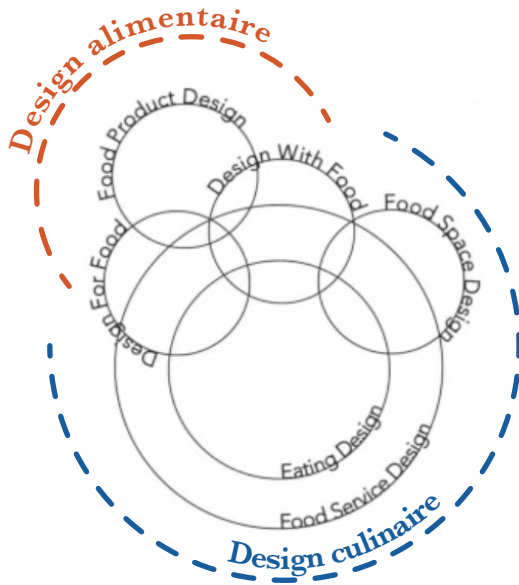 Design alimentaire
Food Product Design
Design With Food
Food Space Design
Design For Food
Eating Design
Food Service Design
Design culinaire